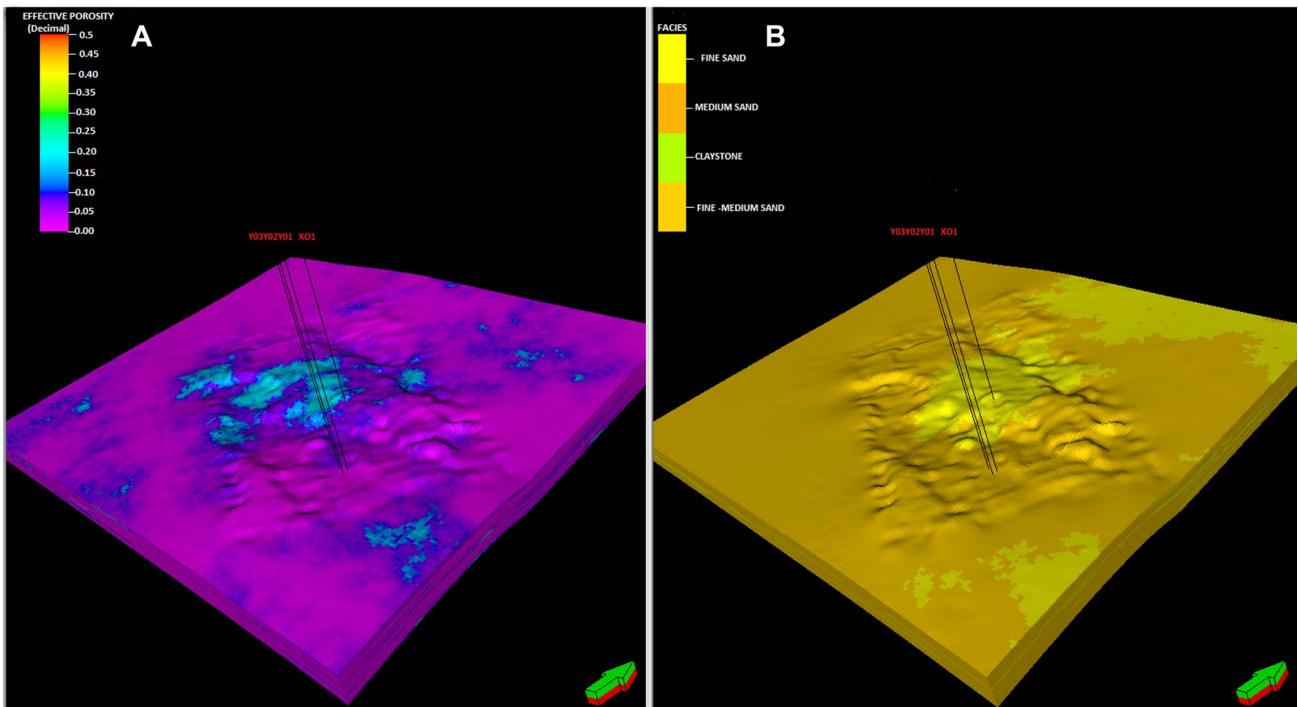 EFFECTIVE POROSITY
(Decimal)
A
0.5
0.45
0.40
0.35
0.30
0.25
0.20
0.15
0.10
0.05
0.00
Y03Y02Y01 XO1
B
FACIES
FINE SAND
MEDIUM SAND
CLAYSTONE
FINE -MEDIUM SAND
Y03Y02Y01 XO1